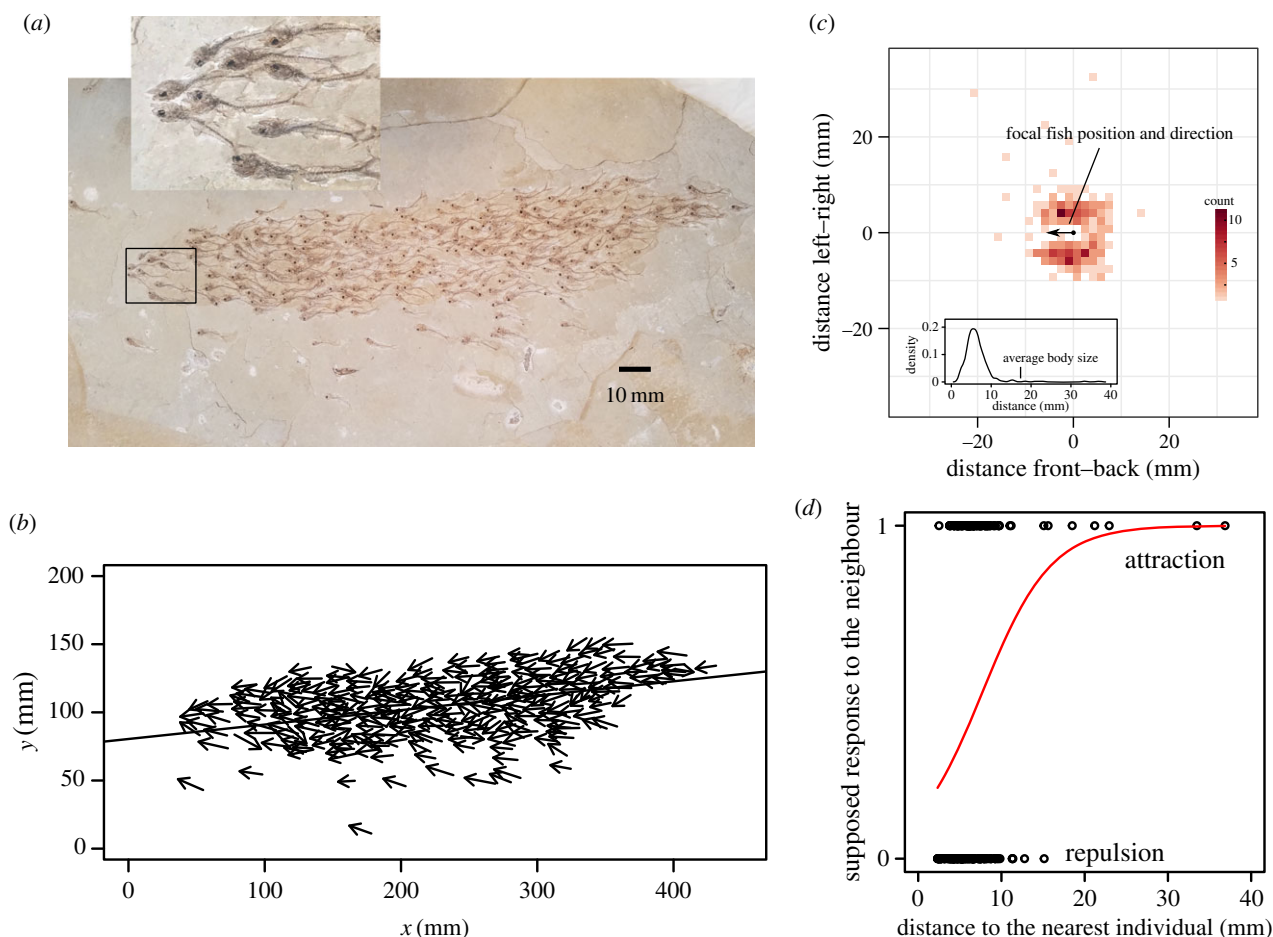 (a)
10 mm
(b)
y (mm)
200
150
100
50
0
0
100
200
300
400
x (mm)
(c)
distance left–right (mm)
20
0
–20
focal fish position and direction
count
10
5
density
0.2
0.1
0
average body size
0
10
20
30
40
distance (mm)
–20
0
20
distance front–back (mm)
(d)
supposed response to the neighbour
1
0
attraction
repulsion
0
10
20
30
40
distance to the nearest individual (mm)